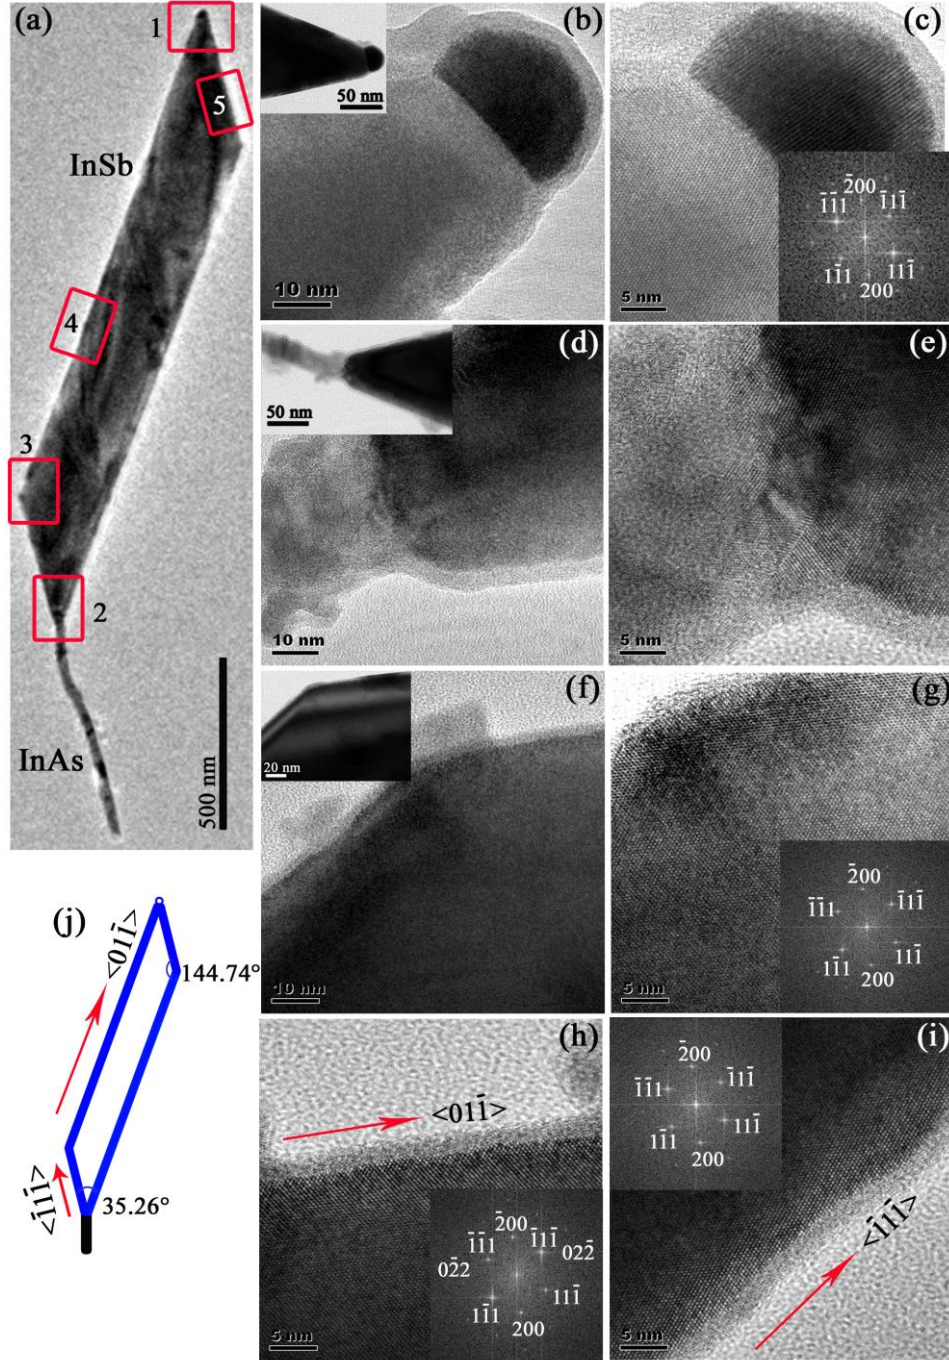 (a)
1
5
InSb
4
3
2
InAs
500 nm
(b)
50 nm
10 nm
(c)
2̄00
1̄1̄1
1̄11̄
11̄1
111̄
200
5 nm
(d)
50 nm
10 nm
(e)
5 nm
(f)
20 nm
10 nm
(g)
2̄00
1̄1̄1
1̄11̄
11̄1
111̄
200
5 nm
(h)
<011̄>
2̄00
1̄1̄1
1̄11̄
022̄
02̄2
11̄1
111̄
200
5 nm
(i)
2̄00
1̄1̄1
1̄11̄
11̄1
111̄
200
<1̄11̄>
5 nm
(j)
<011̄>
144.74°
<1̄11̄>
35.26°